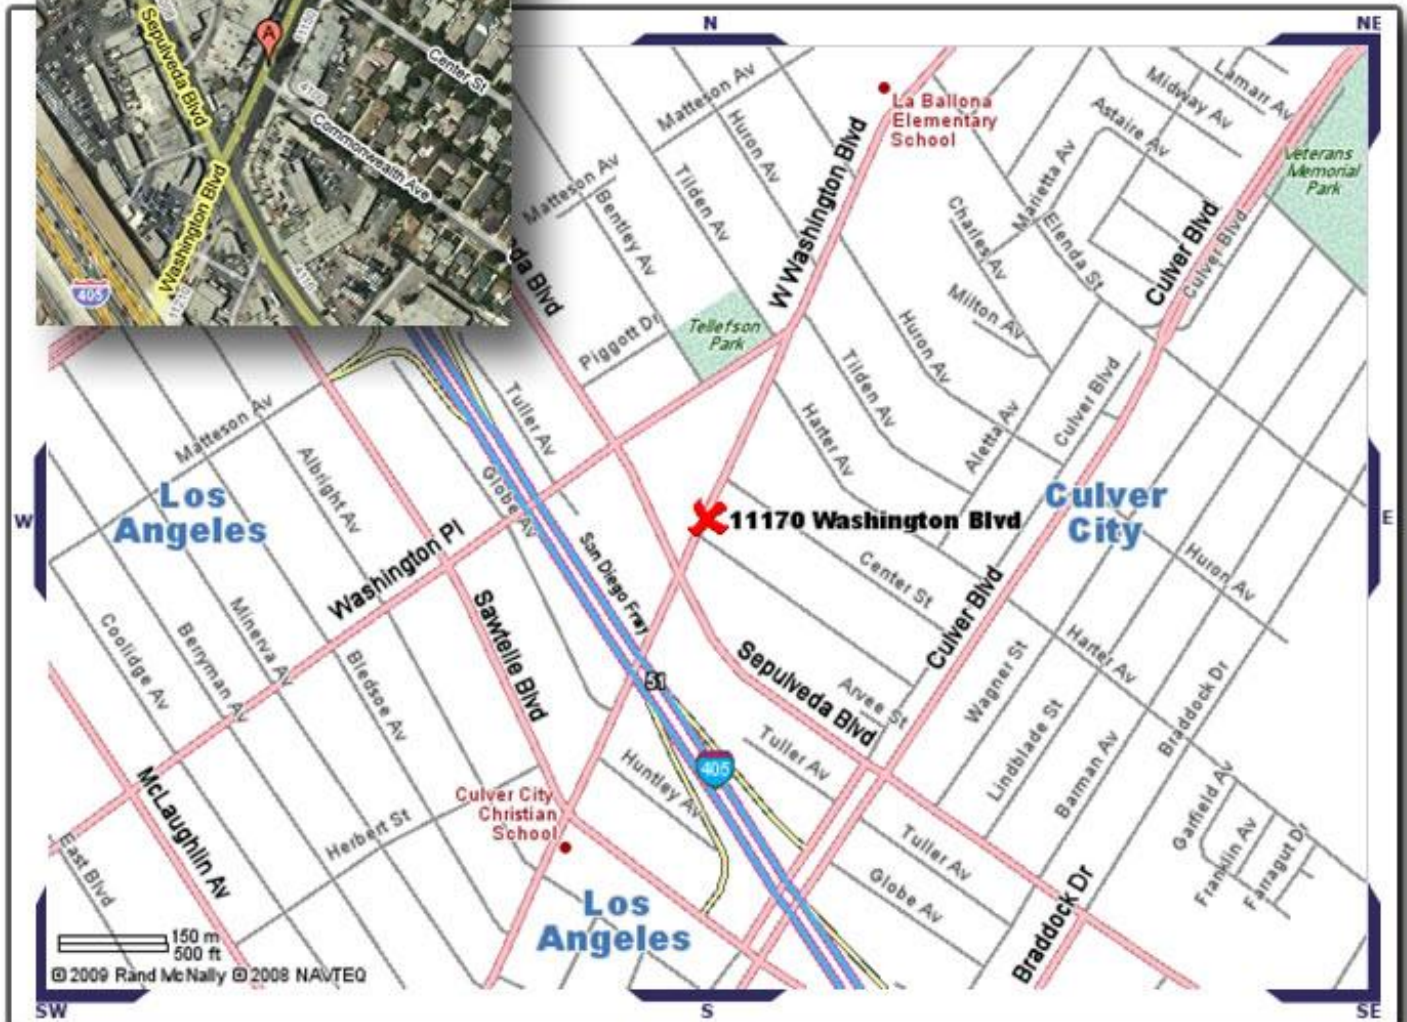 N
NE
Sepulveda Blvd
A
11150
Center St
4100
Commonwealth Ave
Washington Blvd
405
11210
4116
Matteson Av
Huron Av
La Ballona
Elementary
School
Midway Av
Lamarr Av
Astaire Av
Veterans
Memorial
Park
Matteson Av
Bentley Av
Tilden Av
W Washington Blvd
Charles Av
Marietta Av
Elenda St
Culver Blvd
Culver Blvd
da Blvd
Milton Av
Piggott Dr
Tellefson
Park
Huron Av
Tilden Av
Culver Blvd
Tuller Av
Harter Av
Aletta Av
Matteson Av
Albright Av
Globe Av
Los
Angeles
Culver
City
W
11170 Washington Blvd
E
Washington Pl
San Diego Frwy
Center St
Huron Av
Coolidge Av
Berryman Av
Minerva Av
Bledsoe Av
Sawtelle Blvd
51
Sepulveda Blvd
Arvee St
Culver Blvd
Wagner St
Harter Av
Lindblade St
Braddock Dr
McLaughlin Av
Huntley Av
405
Tuller Av
Barman Av
Garfield Av
Culver City
Christian
School
Herbert St
East Blvd
Tuller Av
Globe Av
Franklin Av
Farragut Dr
Los
Angeles
Braddock Dr
150 m
500 ft
© 2009 Rand McNally © 2008 NAVTEQ
SW
S
SE